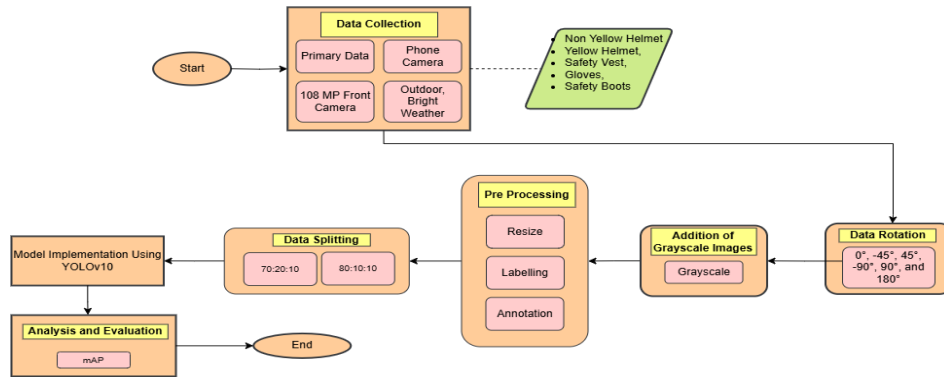 Data Collection
Start
Primary Data
Phone
Camera
108 MP Front
Camera
Outdoor,
Bright
Weather
Non Yellow Helmet
Yellow Helmet,
Safety Vest,
Gloves,
Safety Boots
Data Rotation
0°, -45°, 45°,
-90°, 90°, and
180°
Addition of
Grayscale Images
Grayscale
Pre Processing
Resize
Labelling
Annotation
Data Splitting
70:20:10
80:10:10
Model Implementation Using
YOLOv10
Analysis and Evaluation
mAP
End